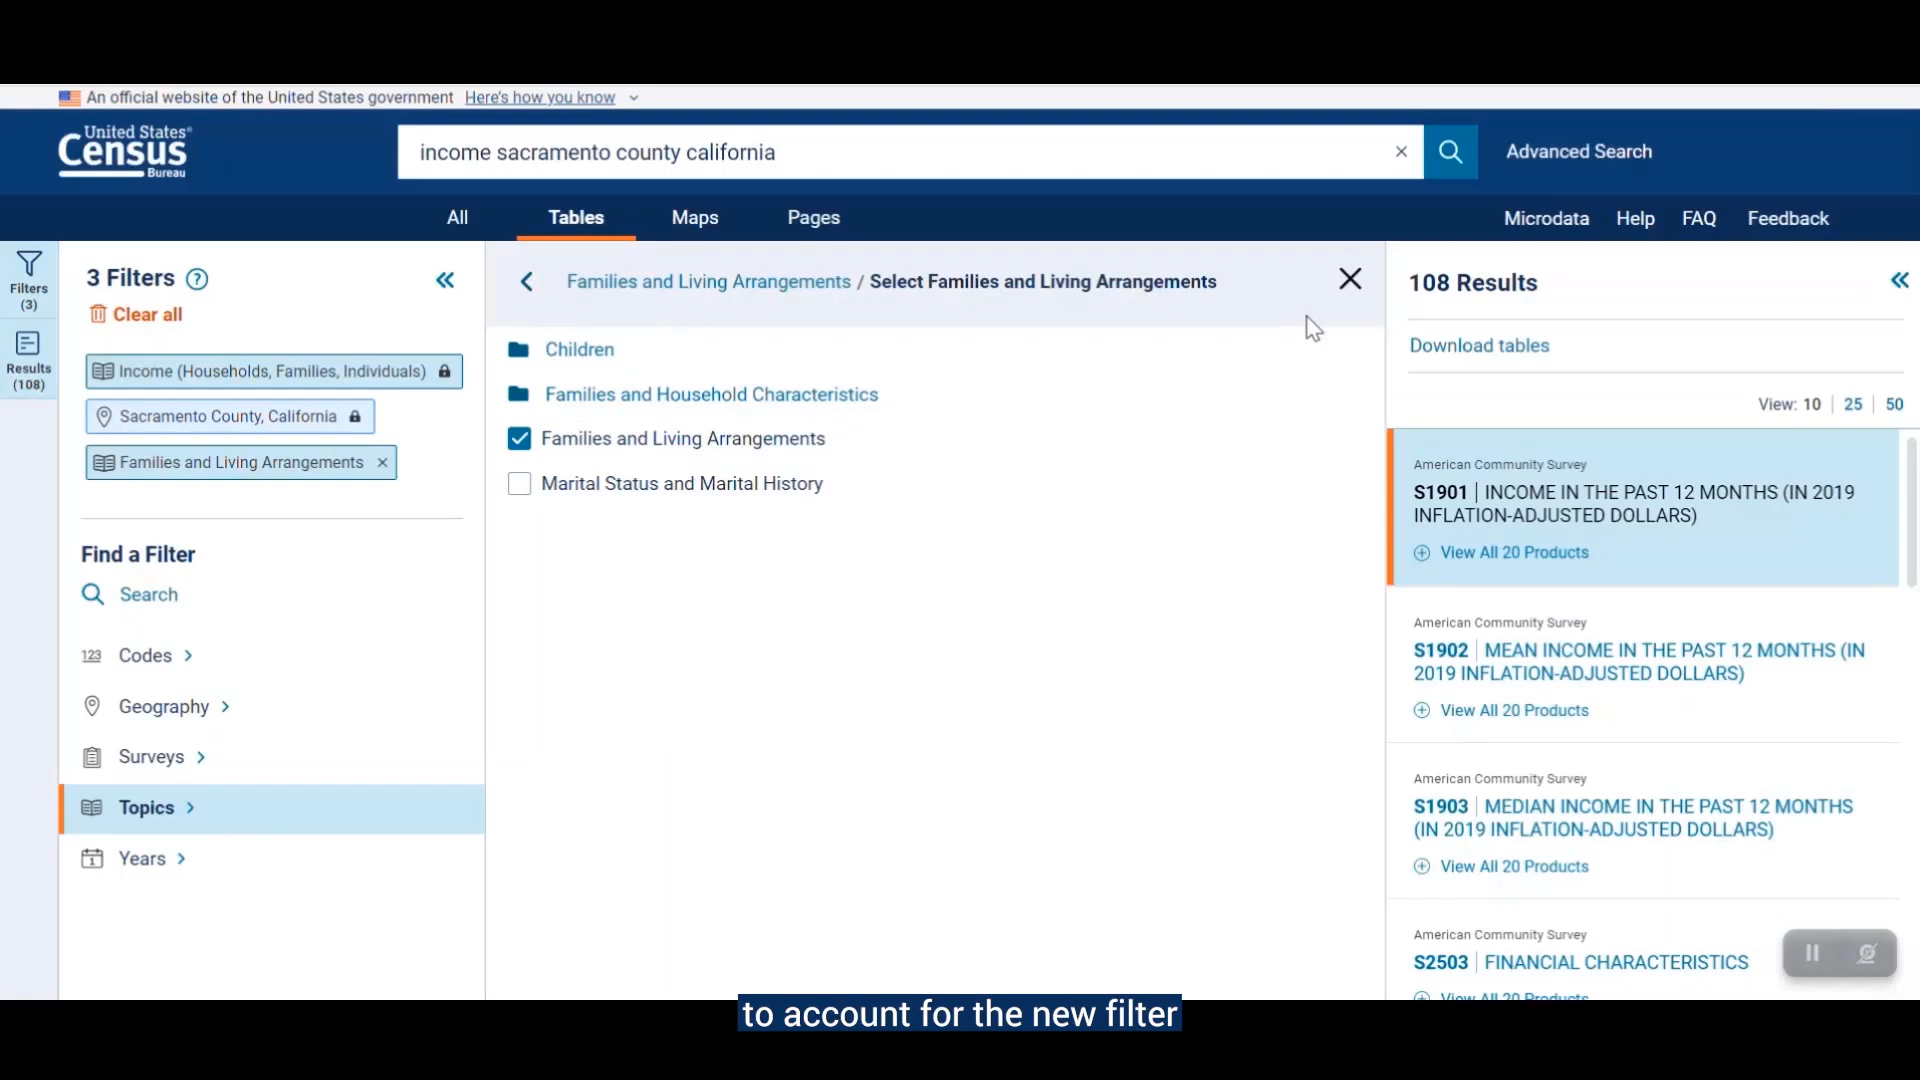 An official website of the United States government Here's how you know
United States®
Census
Bureau
income sacramento county california
Advanced Search
All
Tables
Maps
Pages
Microdata
Help
FAQ
Feedback
Filters
(3)
Results
(108)
3 Filters
Clear all
Income (Households, Families, Individuals)
Sacramento County, California
Families and Living Arrangements
Find a Filter
Search
123 Codes
Geography
Surveys
Topics
1 Years
Families and Living Arrangements / Select Families and Living Arrangements
Children
Families and Household Characteristics
Families and Living Arrangements
Marital Status and Marital History
108 Results
Download tables
View: 10 | 25 | 50
American Community Survey
S1901 | INCOME IN THE PAST 12 MONTHS (IN 2019
INFLATION-ADJUSTED DOLLARS)
View All 20 Products
American Community Survey
S1902 | MEAN INCOME IN THE PAST 12 MONTHS (IN
2019 INFLATION-ADJUSTED DOLLARS)
View All 20 Products
American Community Survey
S1903 | MEDIAN INCOME IN THE PAST 12 MONTHS
(IN 2019 INFLATION-ADJUSTED DOLLARS)
View All 20 Products
American Community Survey
S2503 | FINANCIAL CHARACTERISTICS
View All 20 Products
to account for the new filter